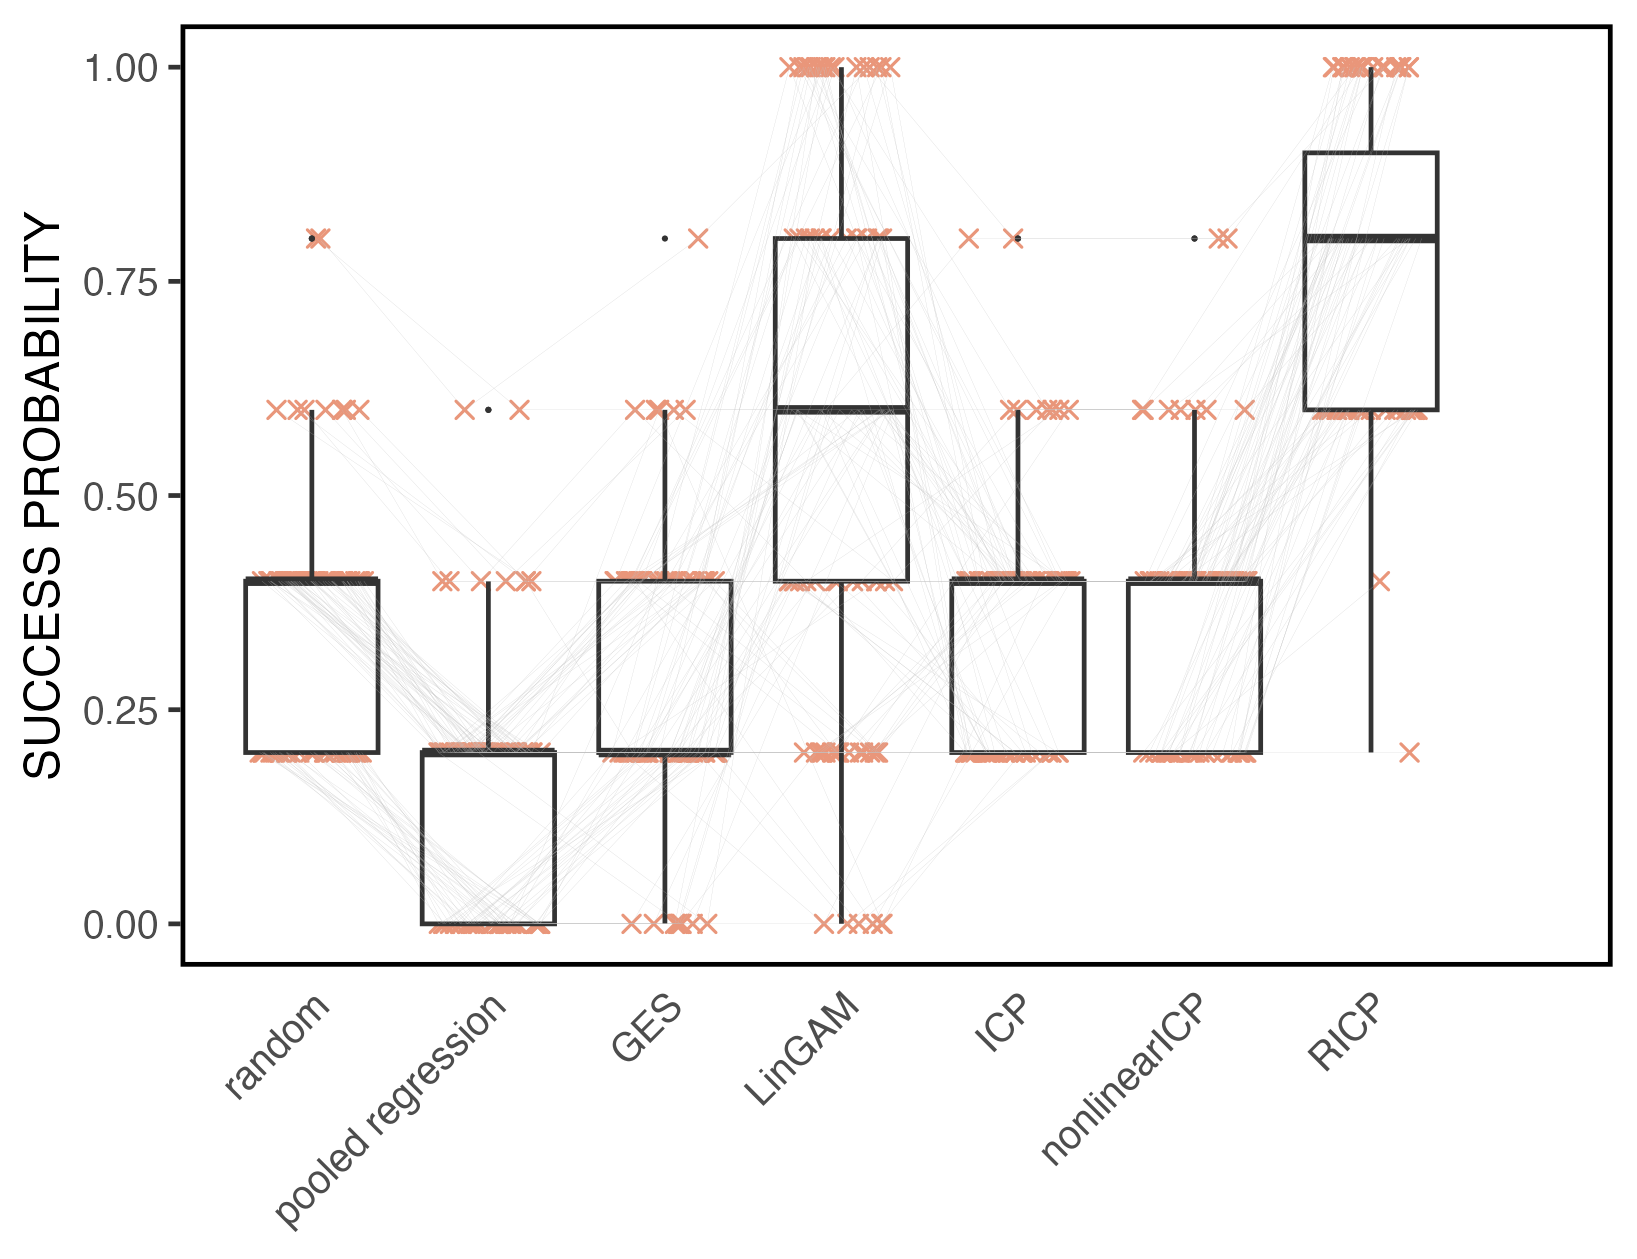 SUCCESS PROBABILITY
1.00
0.75
0.50
0.25
0.00
random
pooled regression
GES
LinGAM
ICP
nonlinearICP
RICP